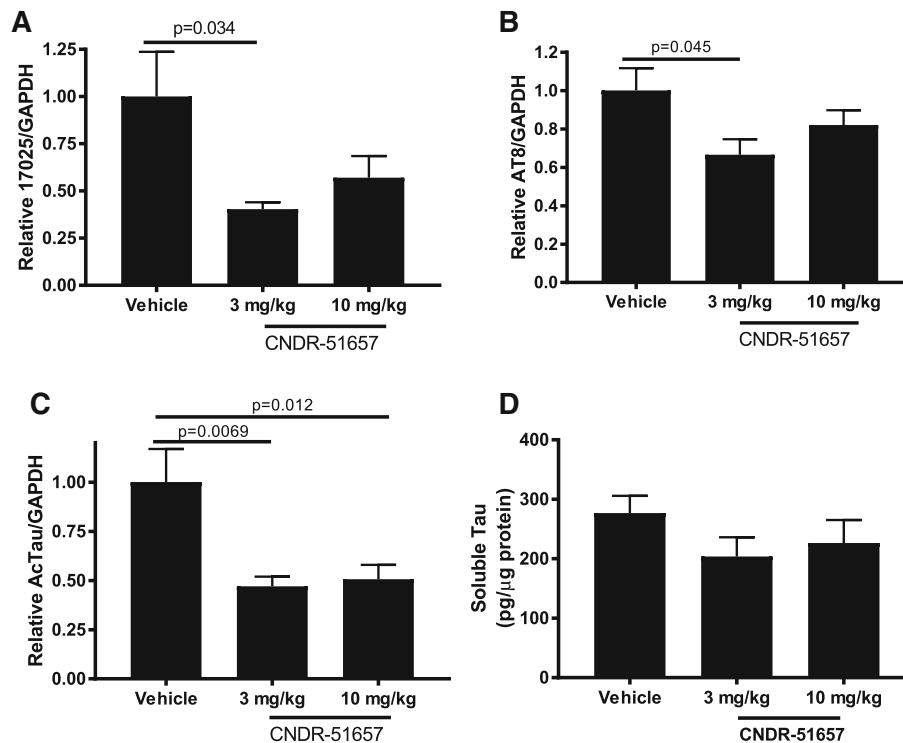 A
p=0.034
1.25
1.00
0.75
0.50
0.25
0.00
Relative 17025/GAPDH
Vehicle 3 mg/kg 10 mg/kg
CNDR-51657
B
p=0.045
1.2
1.0
0.8
0.6
0.4
0.2
0.0
Relative AT8/GAPDH
Vehicle 3 mg/kg 10 mg/kg
CNDR-51657
C
p=0.012
p=0.0069
1.00
0.75
0.50
0.25
0.00
Relative AcTau/GAPDH
Vehicle 3 mg/kg 10 mg/kg
CNDR-51657
D
400
300
200
100
0
Soluble Tau
(pg/μg protein)
Vehicle 3 mg/kg 10 mg/kg
CNDR-51657